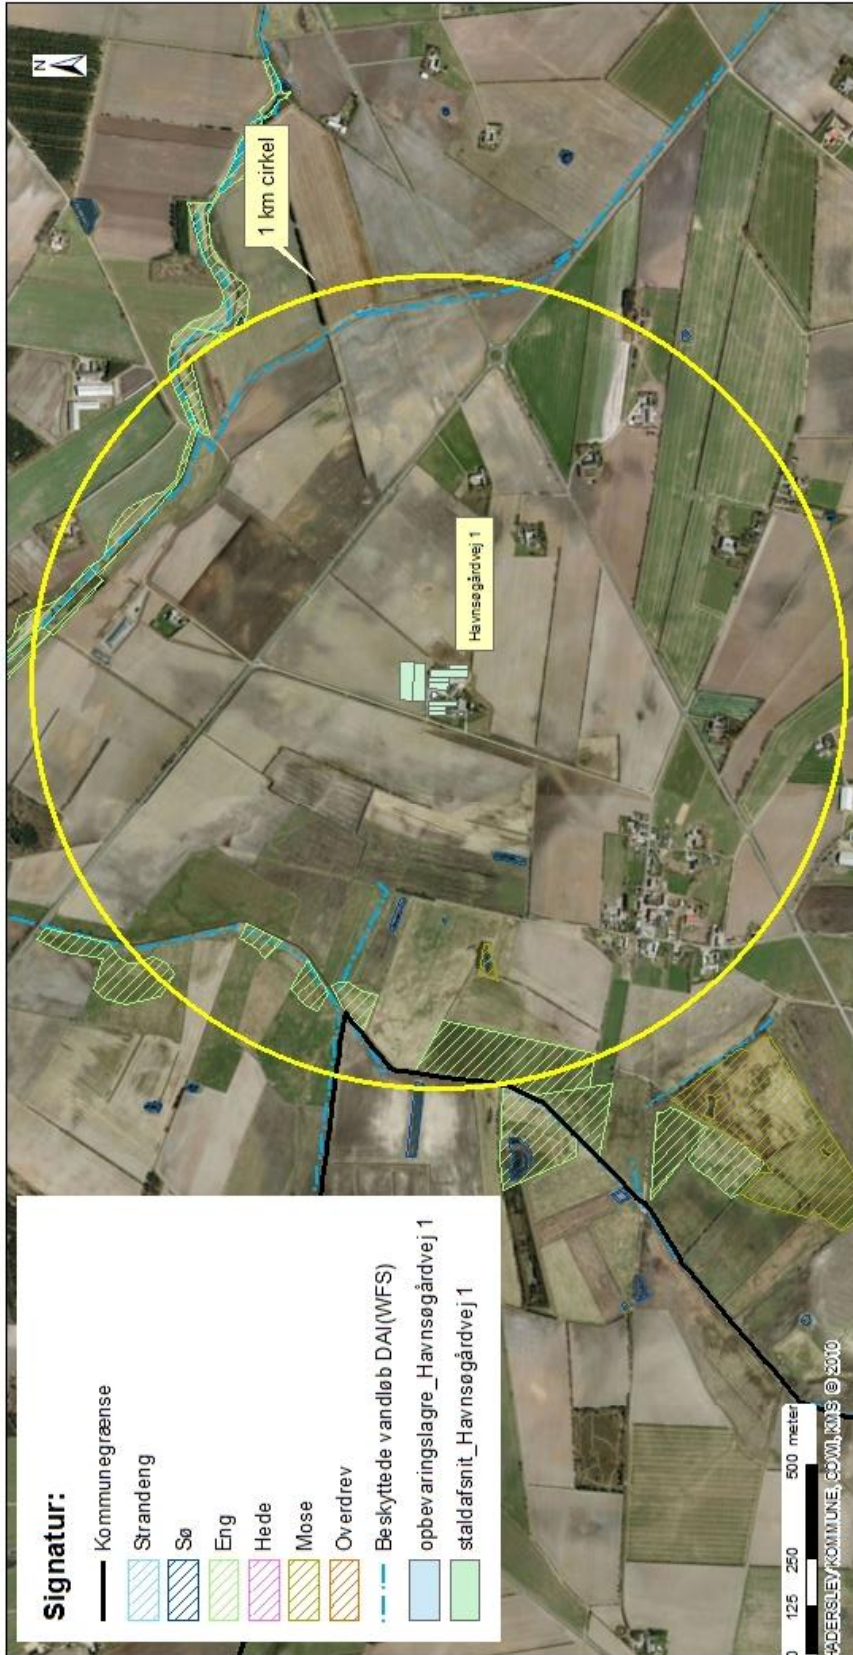 N
1 km cirkel
Havnsøgårdvej 1
Signatur:
Kommunegrænse
Strandeng
Sø
Eng
Hede
Mose
Overdrev
Beskyttede vandløb DAI(WFS)
opbevaringslagre_Havnsøgårdvej 1
staldafsnit_Havnsøgårdvej 1
0 125 250 500 meter
HADERSLEV KOMMUNE, COWI, KMS © 2010